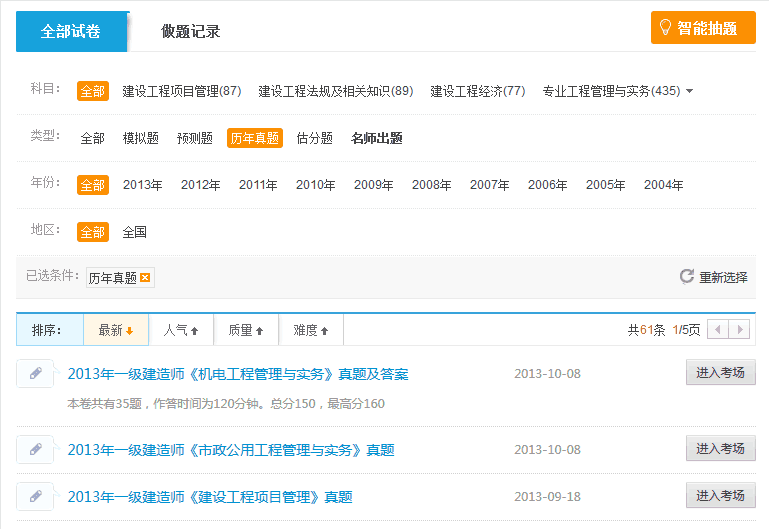 全部试卷 做题记录 智能抽题
科目： 全部 建设工程项目管理(87) 建设工程法规及相关知识(89) 建设工程经济(77) 专业工程管理与实务(435)
类型： 全部 模拟题 预测题 历年真题 估分题 名师出题
年份： 全部 2013年 2012年 2011年 2010年 2009年 2008年 2007年 2006年 2005年 2004年
地区： 全部 全国
已选条件： 历年真题 重新选择
排序： 最新 人气 质量 难度 共61条 1/5页
2013年一级建造师《机电工程管理与实务》真题及答案 2013-10-08 进入考场
本卷共有35题，作答时间为120分钟。总分150，最高分160
2013年一级建造师《市政公用工程管理与实务》真题 2013-10-08 进入考场
2013年一级建造师《建设工程项目管理》真题 2013-09-18 进入考场